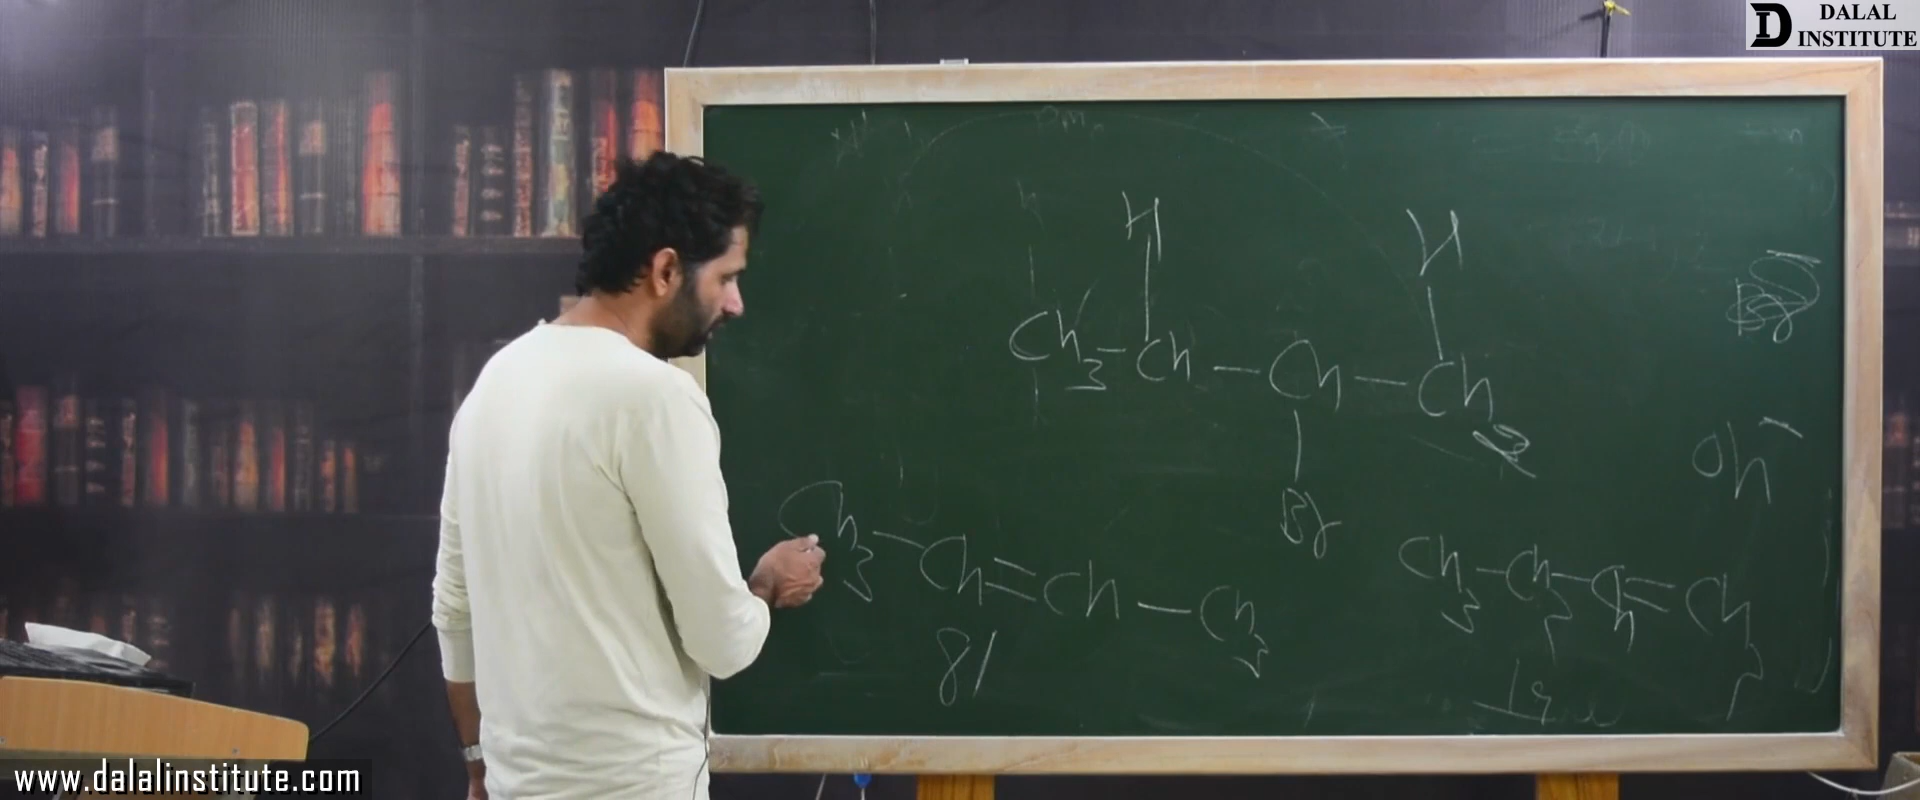 DALAL
INSTITUTE
H H
CH3 - CH - CH - CH2
Br
OH-
CH3 - CH = CH - CH3
81
CH3 - CH2 - CH = CH2
19
www.dalalinstitute.com